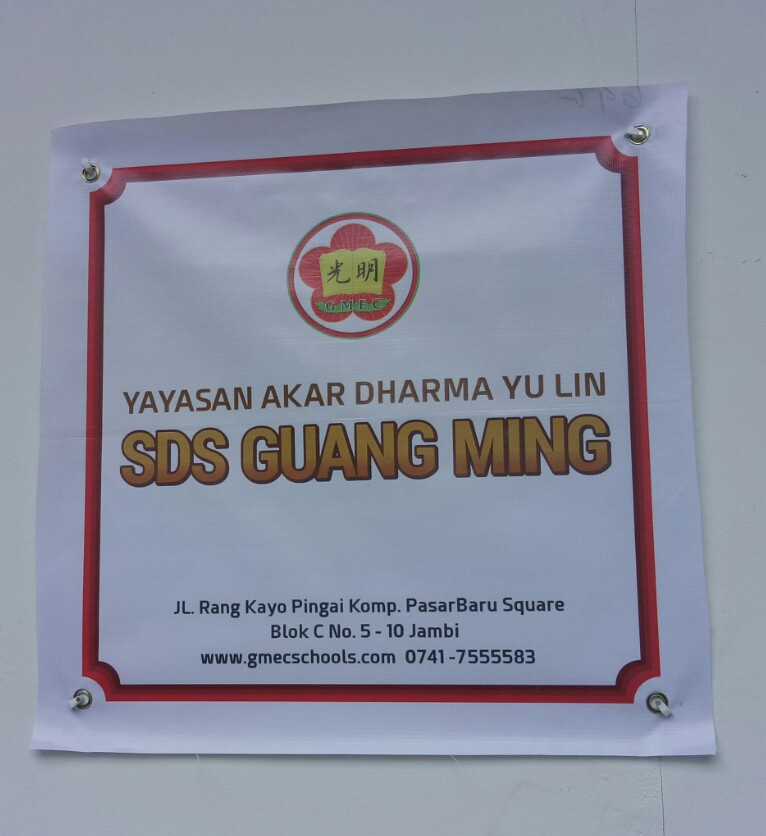 光明
GMEC
YAYASAN AKAR DHARMA YU LIN
SDS GUANG MING
JL. Rang Kayo Pingai Komp. PasarBaru Square
Blok C No. 5 - 10 Jambi
www.gmecschools.com 0741-7555583